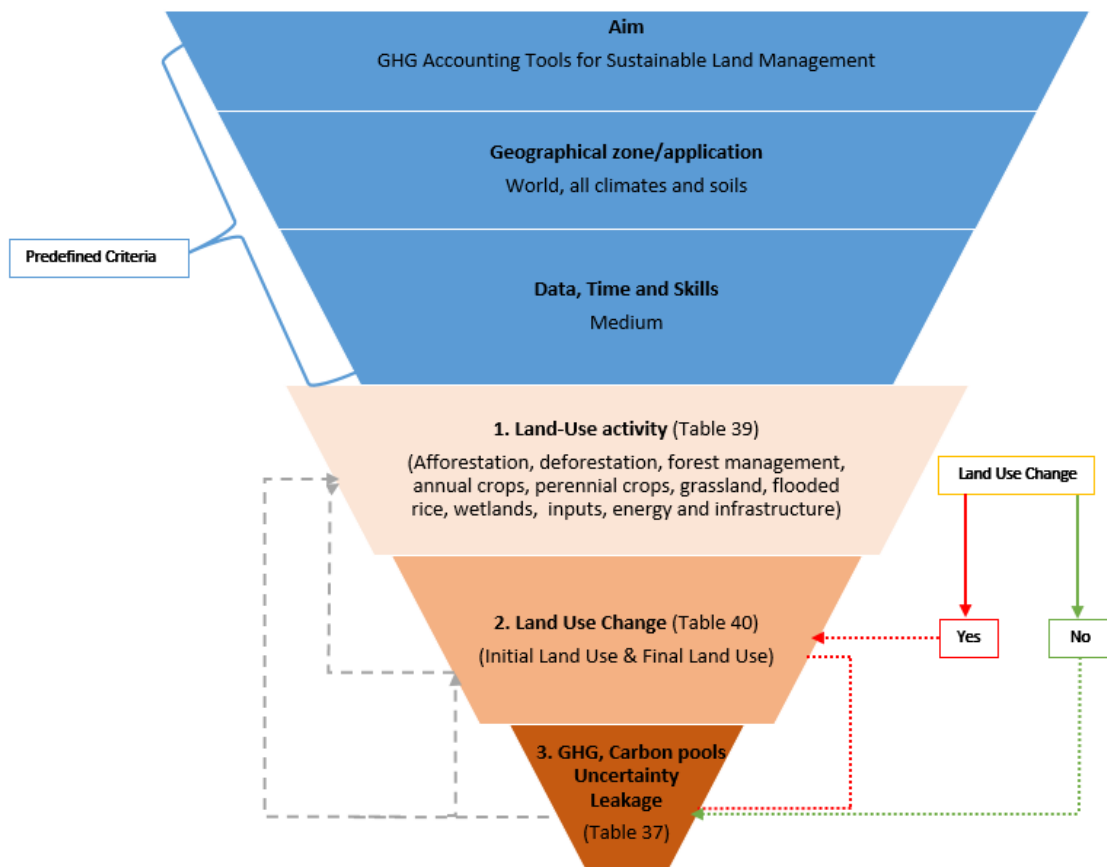 Aim
GHG Accounting Tools for Sustainable Land Management
Geographical zone/application
World, all climates and soils
Predefined Criteria
Data, Time and Skills
Medium
1. Land-Use activity (Table 39)
(Afforestation, deforestation, forest management,
annual crops, perennial crops, grassland, flooded
rice, wetlands, inputs, energy and infrastructure)
Land Use Change
2. Land Use Change (Table 40)
(Initial Land Use & Final Land Use)
Yes
No
3. GHG, Carbon pools
Uncertainty
Leakage
(Table 37)